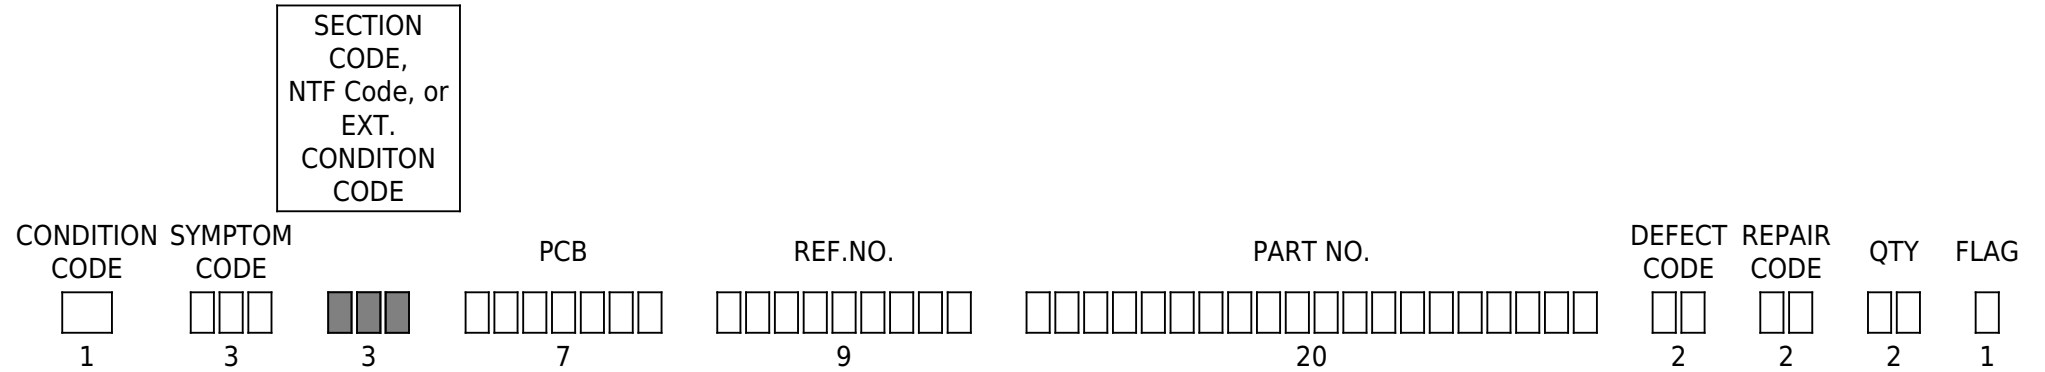 SECTION
CODE,
NTF Code, or
EXT.
CONDITON
CODE
CONDITION SYMPTOM DEFECT REPAIR
PCB REF.NO. PART NO. QTY FLAG
CODE CODE CODE CODE
1 3 3 7 9 20 2 2 2 1